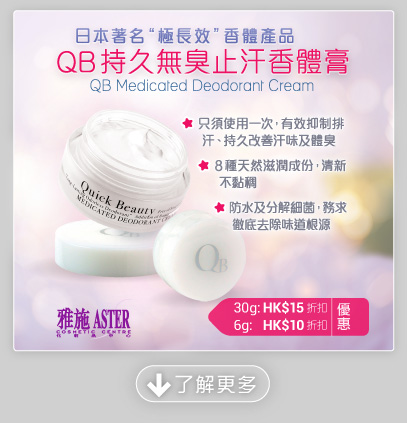 日本著名“極長效”香體產品
QB持久無臭止汗香體膏
QB Medicated Deodorant Cream
只須使用一次，有效抑制排
汗、持久改善汗味及體臭
8種天然滋潤成份，清新
不黏稠
防水及分解細菌，務求
徹底去除味道根源
Quick Beauty
MEDICATED DEODORANT
QB
30g: HK$15 折扣
6g: HK$10 折扣
優惠
雅施 ASTER
COSMETIC CENTRE
了解更多